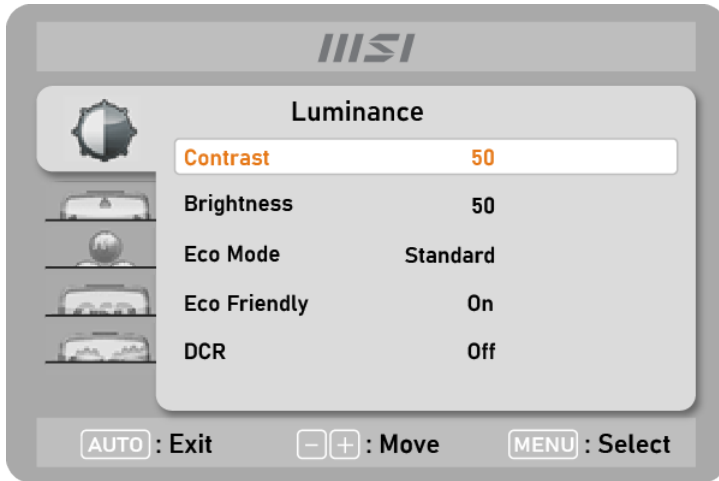 msi
Luminance
Contrast 50
Brightness 50
Eco Mode Standard
Eco Friendly On
DCR Off
AUTO : Exit - + : Move MENU : Select